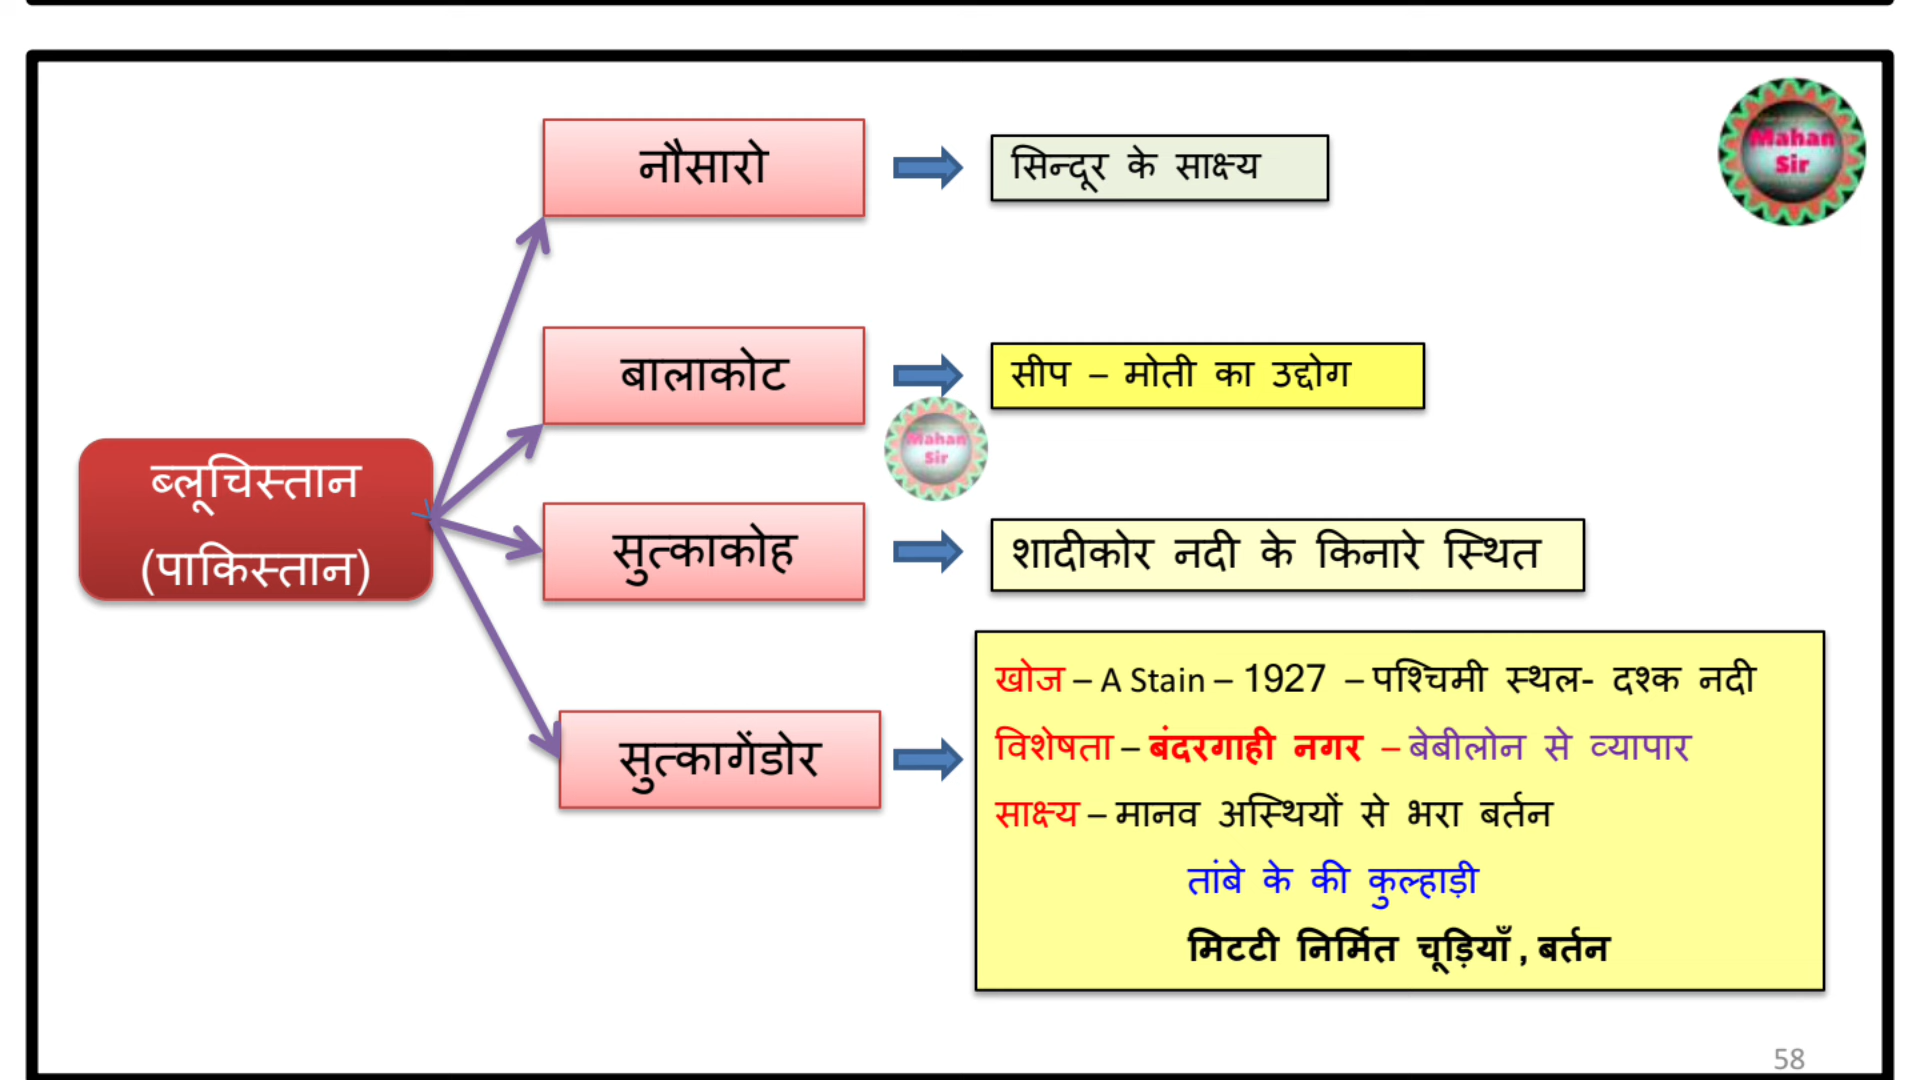 नौसारो
सिन्दूर के साक्ष्य
Mahan
Sir
बालाकोट
सीप – मोती का उद्दोग
Mahan
Sir
ब्लूचिस्तान
(पाकिस्तान)
सुत्काकोह
शादीकोर नदी के किनारे स्थित
सुत्कागेंडोर
खोज – A Stain – 1927 – पश्चिमी स्थल- दश्क नदी
विशेषता – बंदरगाही नगर – बेबीलोन से व्यापार
साक्ष्य – मानव अस्थियों से भरा बर्तन
तांबे के की कुल्हाड़ी
मिटटी निर्मित चूड़ियाँ , बर्तन
58